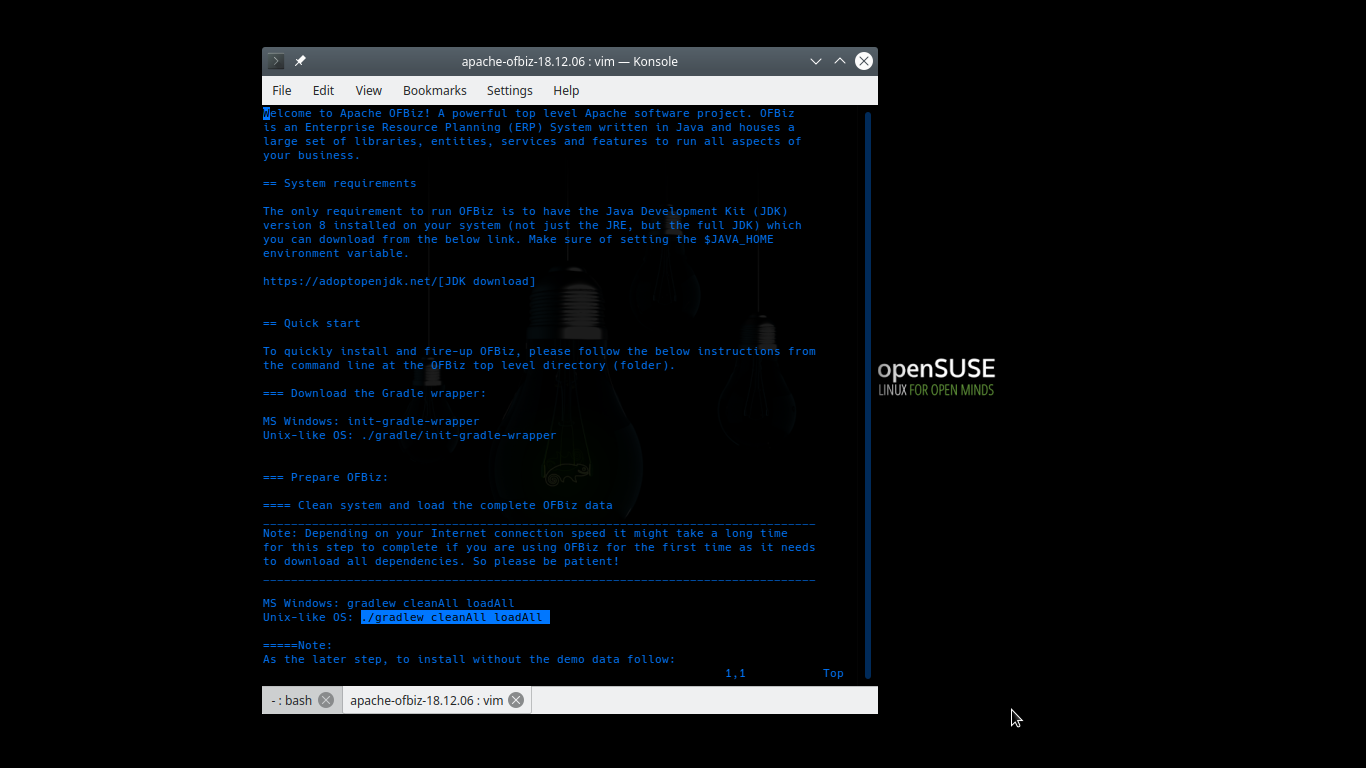 apache-ofbiz-18.12.06 : vim — Konsole
File Edit View Bookmarks Settings Help
Welcome to Apache OFBiz! A powerful top level Apache software project. OFBiz
is an Enterprise Resource Planning (ERP) System written in Java and houses a
large set of libraries, entities, services and features to run all aspects of
your business.
== System requirements
The only requirement to run OFBiz is to have the Java Development Kit (JDK)
version 8 installed on your system (not just the JRE, but the full JDK) which
you can download from the below link. Make sure of setting the $JAVA_HOME
environment variable.
https://adoptopenjdk.net/[JDK download]
== Quick start
To quickly install and fire-up OFBiz, please follow the below instructions from
the command line at the OFBiz top level directory (folder).
=== Download the Gradle wrapper:
MS Windows: init-gradle-wrapper
Unix-like OS: ./gradle/init-gradle-wrapper
=== Prepare OFBiz:
==== Clean system and load the complete OFBiz data
_______________________________________________________________________________
Note: Depending on your Internet connection speed it might take a long time
for this step to complete if you are using OFBiz for the first time as it needs
to download all dependencies. So please be patient!
_______________________________________________________________________________
MS Windows: gradlew cleanAll loadAll
Unix-like OS: ./gradlew cleanAll loadAll
=====Note:
As the later step, to install without the demo data follow:
1,1 Top
- : bash apache-ofbiz-18.12.06 : vim
openSUSE
LINUX FOR OPEN MINDS